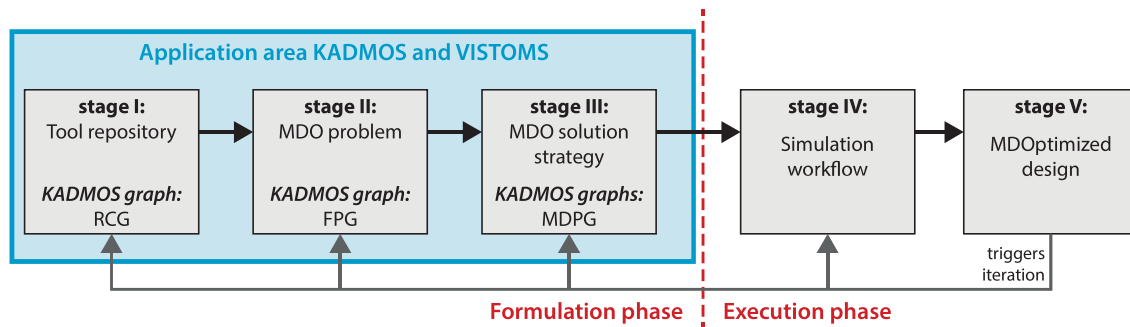 Application area KADMOS and VISTOMS
stage I:
Tool repository
KADMOS graph:
RCG
stage II:
MDO problem
KADMOS graph:
FPG
stage III:
MDO solution
strategy
KADMOS graphs:
MDPG
stage IV:
Simulation
workflow
stage V:
MDOptimized
design
triggers
iteration
Formulation phase
Execution phase